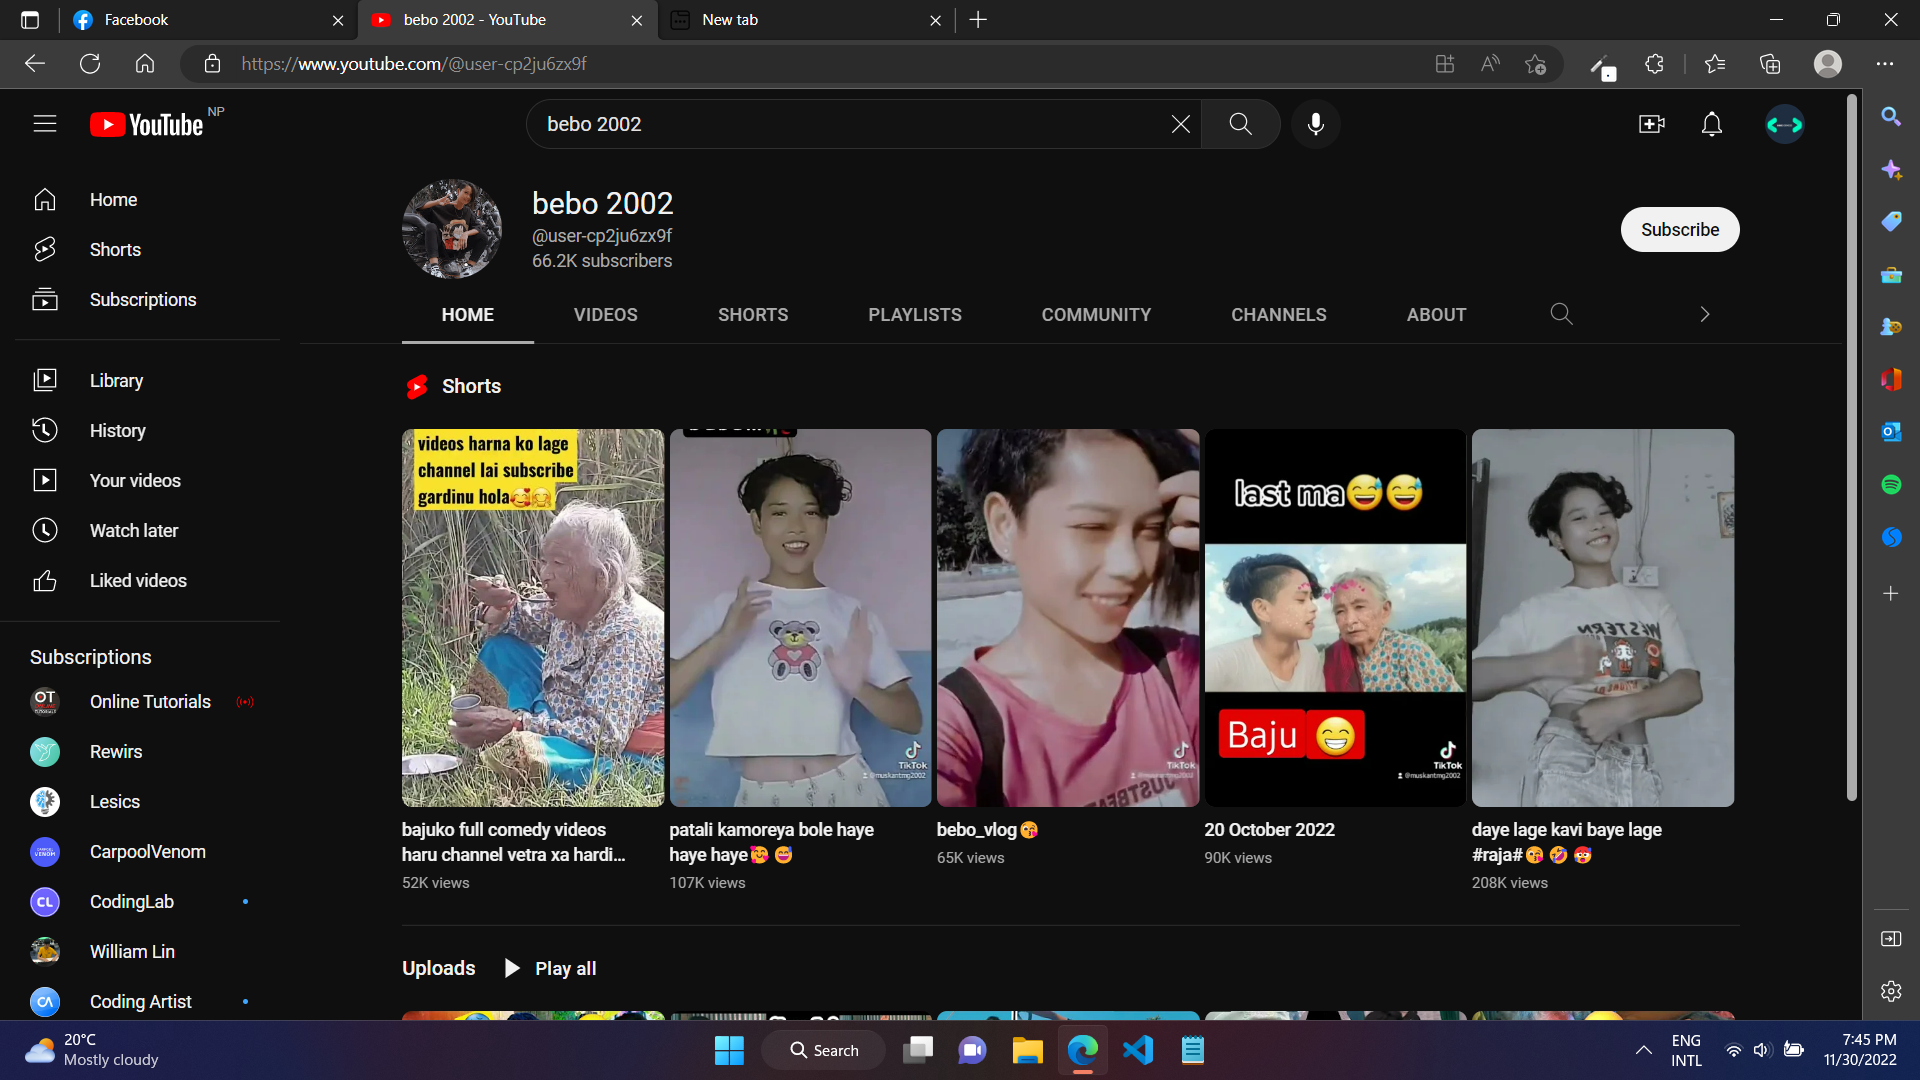 Facebook
bebo 2002 - YouTube
New tab
https://www.youtube.com/@user-cp2ju6zx9f
YouTube NP
bebo 2002
Home
Shorts
Subscriptions
Library
History
Your videos
Watch later
Liked videos
Subscriptions
Online Tutorials
Rewirs
Lesics
CarpoolVenom
CodingLab
William Lin
Coding Artist
bebo 2002
@user-cp2ju6zx9f
66.2K subscribers
Subscribe
HOME VIDEOS SHORTS PLAYLISTS COMMUNITY CHANNELS ABOUT
Shorts
videos harna ko lage
channel lai subscribe
gardinu hola🥰🤗
bajuko full comedy videos
haru channel vetra xa hardi...
52K views
TikTok
@muskantmg2002
patali kamoreya bole haye
haye haye🥰 😅
107K views
TikTok
@muskantmg2002
bebo_vlog😘
65K views
last ma😅😅
Baju 😁
TikTok
@muskantmg2002
20 October 2022
90K views
WESTERN
daye lage kavi baye lage
#raja#😘 🤣 🥵
208K views
Uploads Play all
20°C
Mostly cloudy
Search
ENG
INTL
7:45 PM
11/30/2022